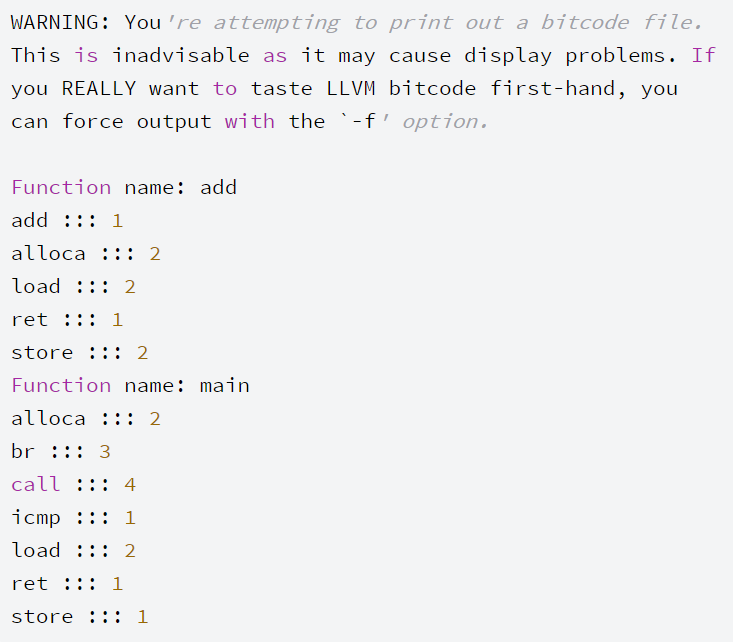 WARNING: You're attempting to print out a bitcode file.
This is inadvisable as it may cause display problems. If
you REALLY want to taste LLVM bitcode first-hand, you
can force output with the `-f' option.
Function name: add
add ::: 1
alloca ::: 2
load ::: 2
ret ::: 1
store ::: 2
Function name: main
alloca ::: 2
br ::: 3
call ::: 4
icmp ::: 1
load ::: 2
ret ::: 1
store ::: 1